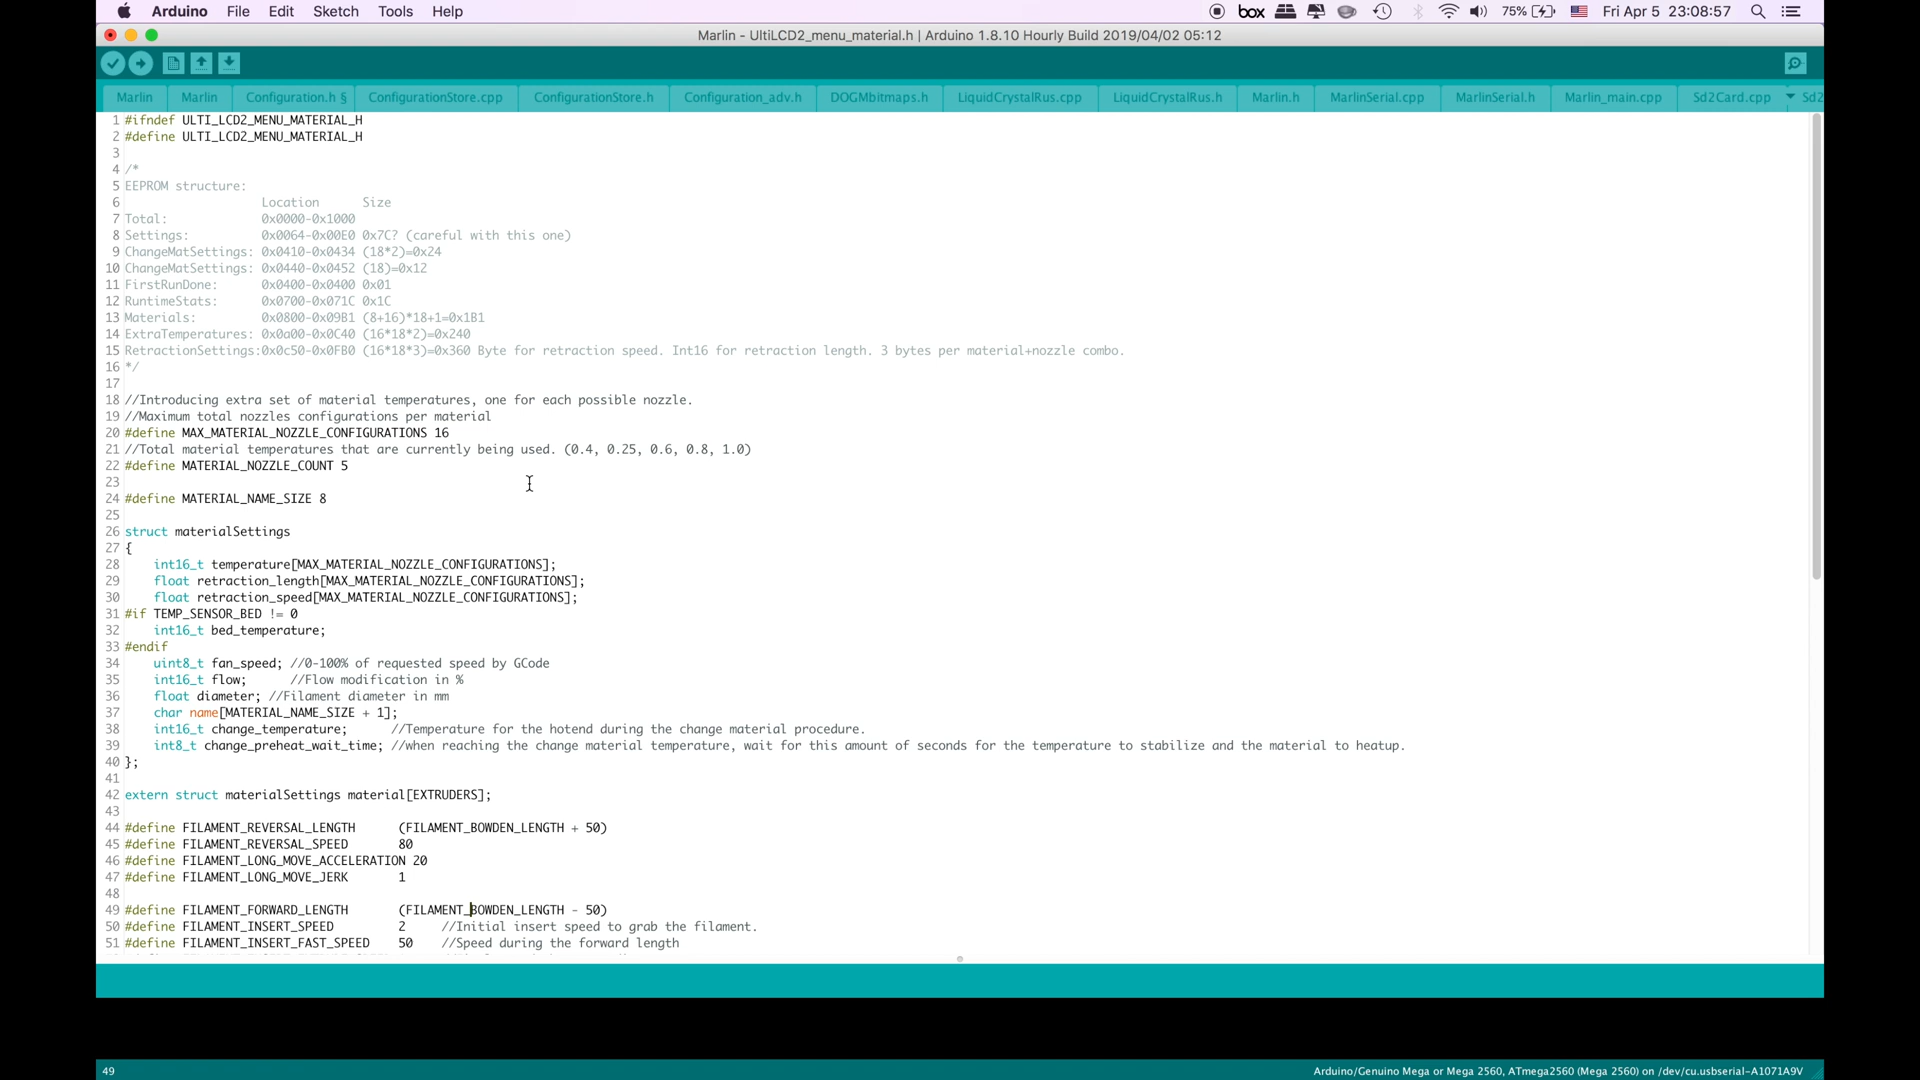 Arduino File Edit Sketch Tools Help box 75% Fri Apr 5 23:08:57
Marlin - UltiLCD2_menu_material.h | Arduino 1.8.10 Hourly Build 2019/04/02 05:12
Marlin Marlin Configuration.h § ConfigurationStore.cpp ConfigurationStore.h Configuration_adv.h DOGMbitmaps.h LiquidCrystalRus.cpp LiquidCrystalRus.h Marlin.h MarlinSerial.cpp MarlinSerial.h Marlin_main.cpp Sd2Card.cpp Sd2
1 #ifndef ULTI_LCD2_MENU_MATERIAL_H
2 #define ULTI_LCD2_MENU_MATERIAL_H
3
4 /*
5 EEPROM structure:
6 Location Size
7 Total: 0x0000-0x1000
8 Settings: 0x0064-0x00E0 0x7C? (careful with this one)
9 ChangeMatSettings: 0x0410-0x0434 (18*2)=0x24
10 ChangeMatSettings: 0x0440-0x0452 (18)=0x12
11 FirstRunDone: 0x0400-0x0400 0x01
12 RuntimeStats: 0x0700-0x071C 0x1C
13 Materials: 0x0800-0x09B1 (8+16)*18+1=0x1B1
14 ExtraTemperatures: 0x0a00-0x0C40 (16*18*2)=0x240
15 RetractionSettings:0x0c50-0x0FB0 (16*18*3)=0x360 Byte for retraction speed. Int16 for retraction length. 3 bytes per material+nozzle combo.
16 */
17
18 //Introducing extra set of material temperatures, one for each possible nozzle.
19 //Maximum total nozzles configurations per material
20 #define MAX_MATERIAL_NOZZLE_CONFIGURATIONS 16
21 //Total material temperatures that are currently being used. (0.4, 0.25, 0.6, 0.8, 1.0)
22 #define MATERIAL_NOZZLE_COUNT 5
23
24 #define MATERIAL_NAME_SIZE 8
25
26 struct materialSettings
27 {
28 int16_t temperature[MAX_MATERIAL_NOZZLE_CONFIGURATIONS];
29 float retraction_length[MAX_MATERIAL_NOZZLE_CONFIGURATIONS];
30 float retraction_speed[MAX_MATERIAL_NOZZLE_CONFIGURATIONS];
31 #if TEMP_SENSOR_BED != 0
32 int16_t bed_temperature;
33 #endif
34 uint8_t fan_speed; //0-100% of requested speed by GCode
35 int16_t flow; //Flow modification in %
36 float diameter; //Filament diameter in mm
37 char name[MATERIAL_NAME_SIZE + 1];
38 int16_t change_temperature; //Temperature for the hotend during the change material procedure.
39 int8_t change_preheat_wait_time; //when reaching the change material temperature, wait for this amount of seconds for the temperature to stabilize and the material to heatup.
40 };
41
42 extern struct materialSettings material[EXTRUDERS];
43
44 #define FILAMENT_REVERSAL_LENGTH (FILAMENT_BOWDEN_LENGTH + 50)
45 #define FILAMENT_REVERSAL_SPEED 80
46 #define FILAMENT_LONG_MOVE_ACCELERATION 20
47 #define FILAMENT_LONG_MOVE_JERK 1
48
49 #define FILAMENT_FORWARD_LENGTH (FILAMENT_BOWDEN_LENGTH - 50)
50 #define FILAMENT_INSERT_SPEED 2 //Initial insert speed to grab the filament.
51 #define FILAMENT_INSERT_FAST_SPEED 50 //Speed during the forward length
49 Arduino/Genuino Mega or Mega 2560, ATmega2560 (Mega 2560) on /dev/cu.usbserial-A1071A9V